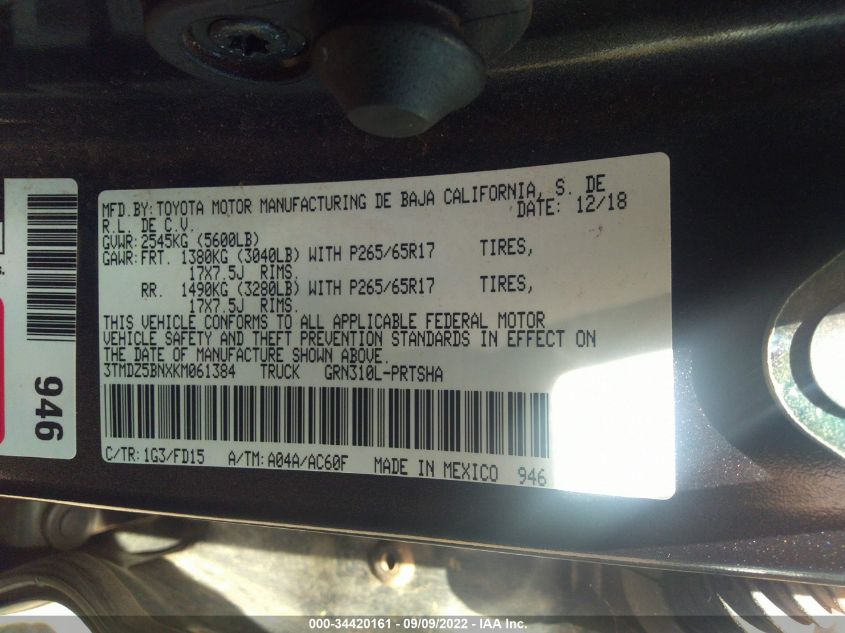 MFD.BY:TOYOTA MOTOR MANUFACTURING DE BAJA CALIFORNIA, S. DE
R.L. DE C.V. DATE: 12/18
GVWR:2545KG (5600LB)
GAWR:FRT. 1380KG (3040LB) WITH P265/65R17 TIRES,
17X7.5J RIMS.
RR. 1490KG (3280LB) WITH P265/65R17 TIRES,
17X7.5J RIMS.
THIS VEHICLE CONFORMS TO ALL APPLICABLE FEDERAL MOTOR
VEHICLE SAFETY AND THEFT PREVENTION STANDARDS IN EFFECT ON
THE DATE OF MANUFACTURE SHOWN ABOVE.
3TMDZ5BNXKM061384 TRUCK GRN310L-PRTSHA
C/TR:1G3/FD15 A/TM:A04A/AC60F MADE IN MEXICO 946
946
s.
000-34420161 - 09/09/2022 - IAA Inc.